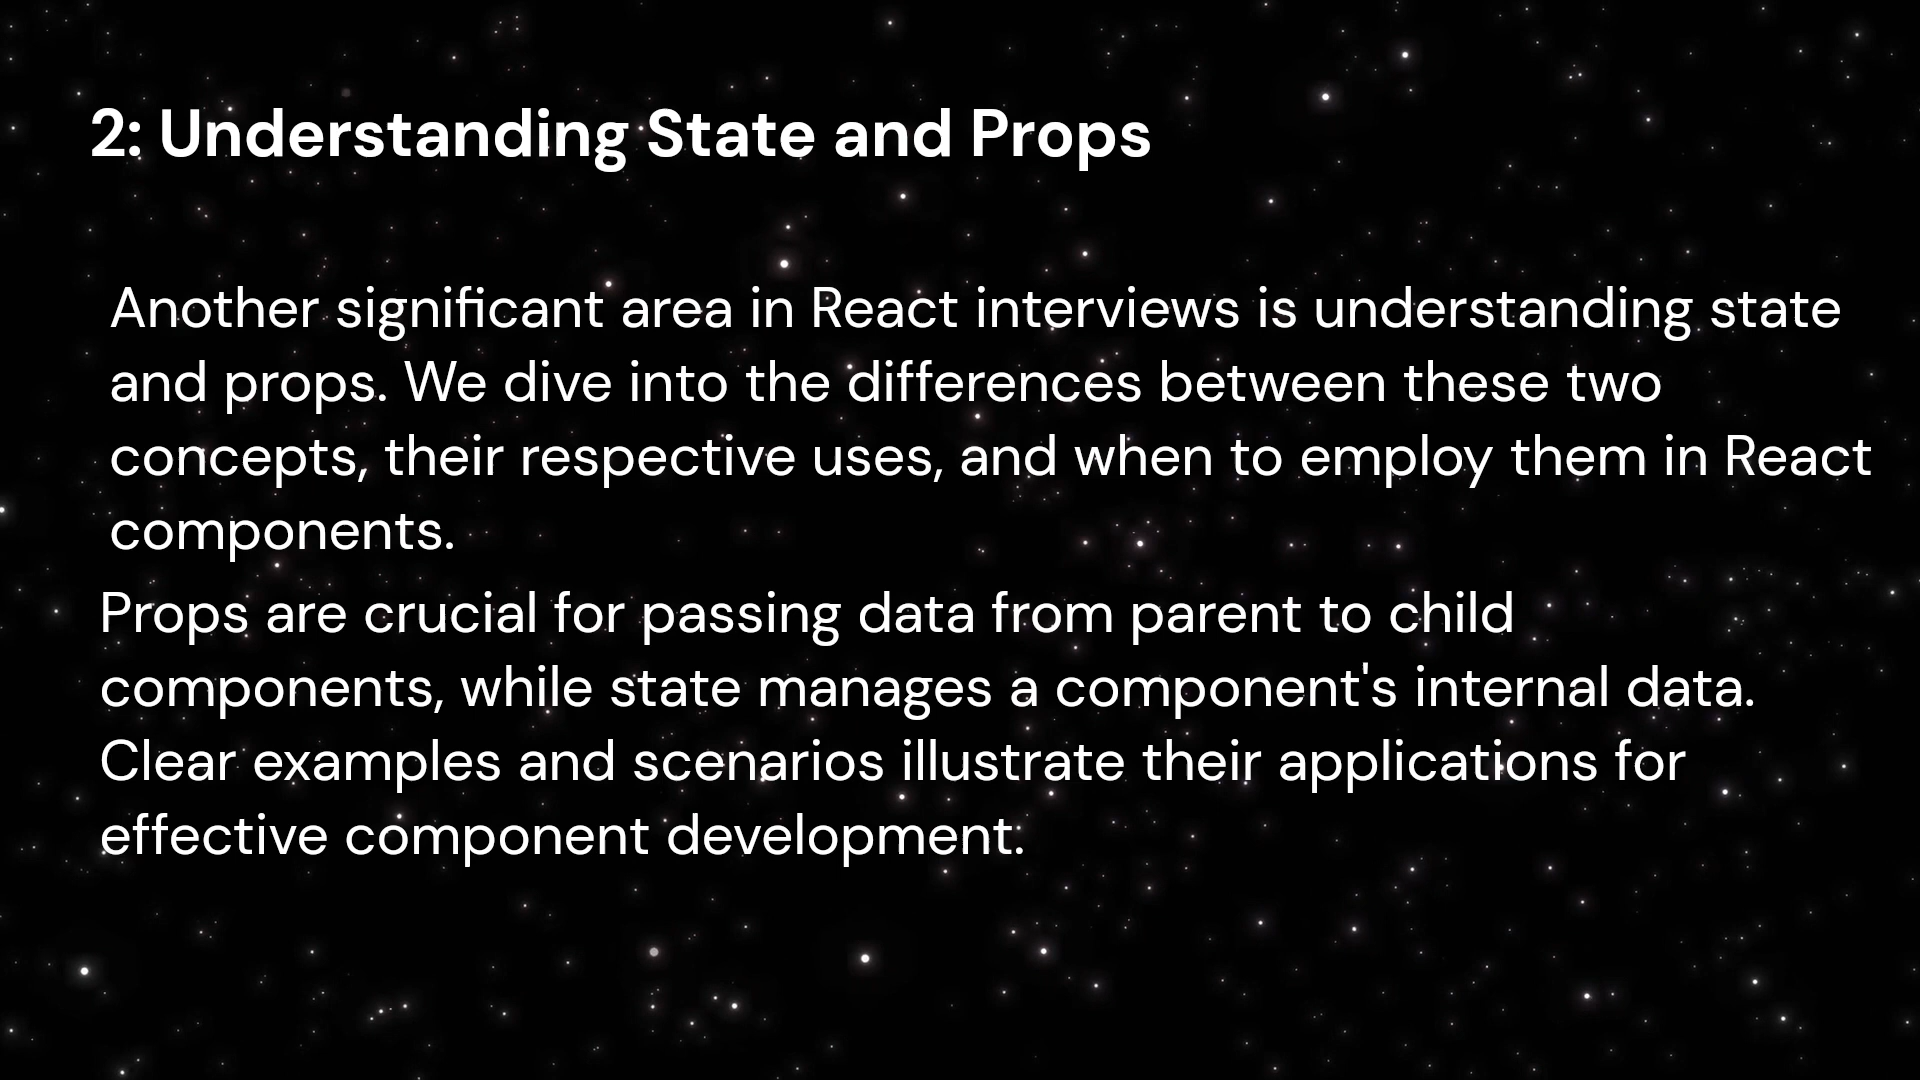 2: Understanding State and Props
Another significant area in React interviews is understanding state
and props. We dive into the differences between these two
concepts, their respective uses, and when to employ them in React
components.
Props are crucial for passing data from parent to child
components, while state manages a component's internal data.
Clear examples and scenarios illustrate their applications for
effective component development.